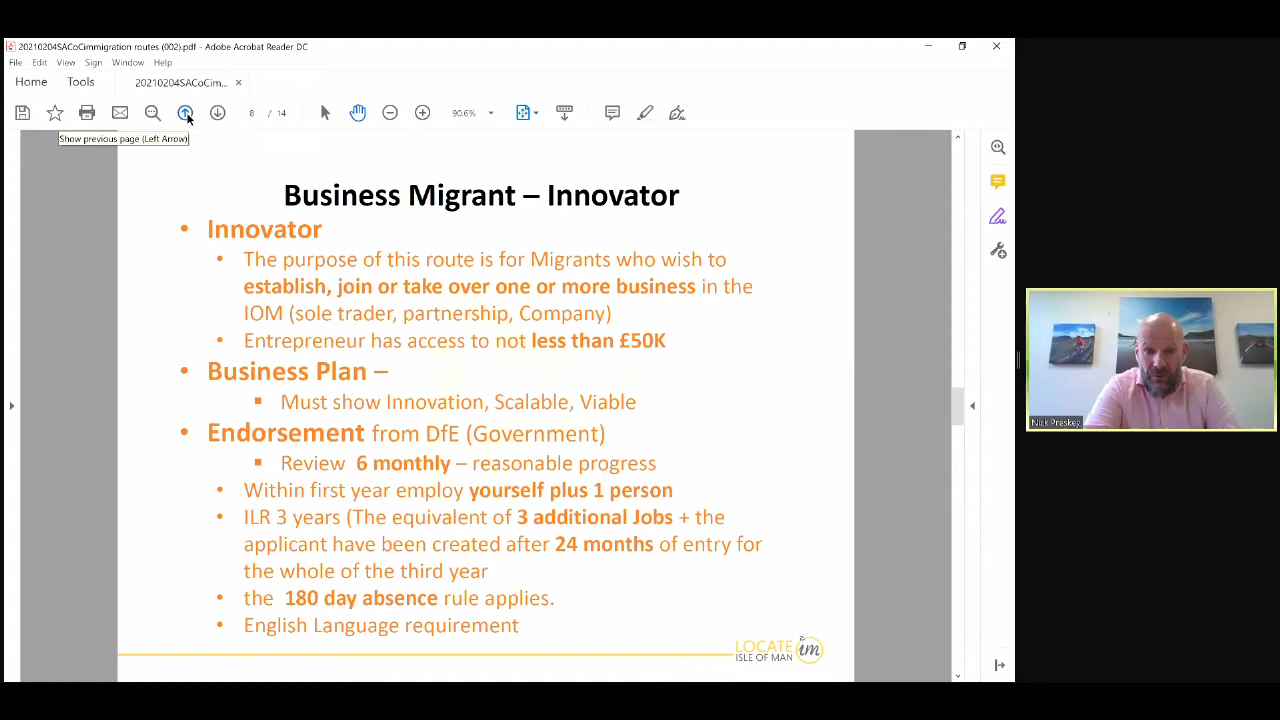 20210204SACoCimmigration routes (002).pdf - Adobe Acrobat Reader DC
File Edit View Sign Window Help
Home Tools 20210204SACoCim... ×
8 / 14 90.6%
Show previous page (Left Arrow)
Business Migrant – Innovator
• Innovator
• The purpose of this route is for Migrants who wish to
establish, join or take over one or more business in the
IOM (sole trader, partnership, Company)
• Entrepreneur has access to not less than £50K
• Business Plan –
▪ Must show Innovation, Scalable, Viable
• Endorsement from DfE (Government)
▪ Review 6 monthly – reasonable progress
• Within first year employ yourself plus 1 person
• ILR 3 years (The equivalent of 3 additional Jobs + the
applicant have been created after 24 months of entry for
the whole of the third year
• the 180 day absence rule applies.
• English Language requirement
LOCATE
ISLE OF MAN im
Nick Preskey